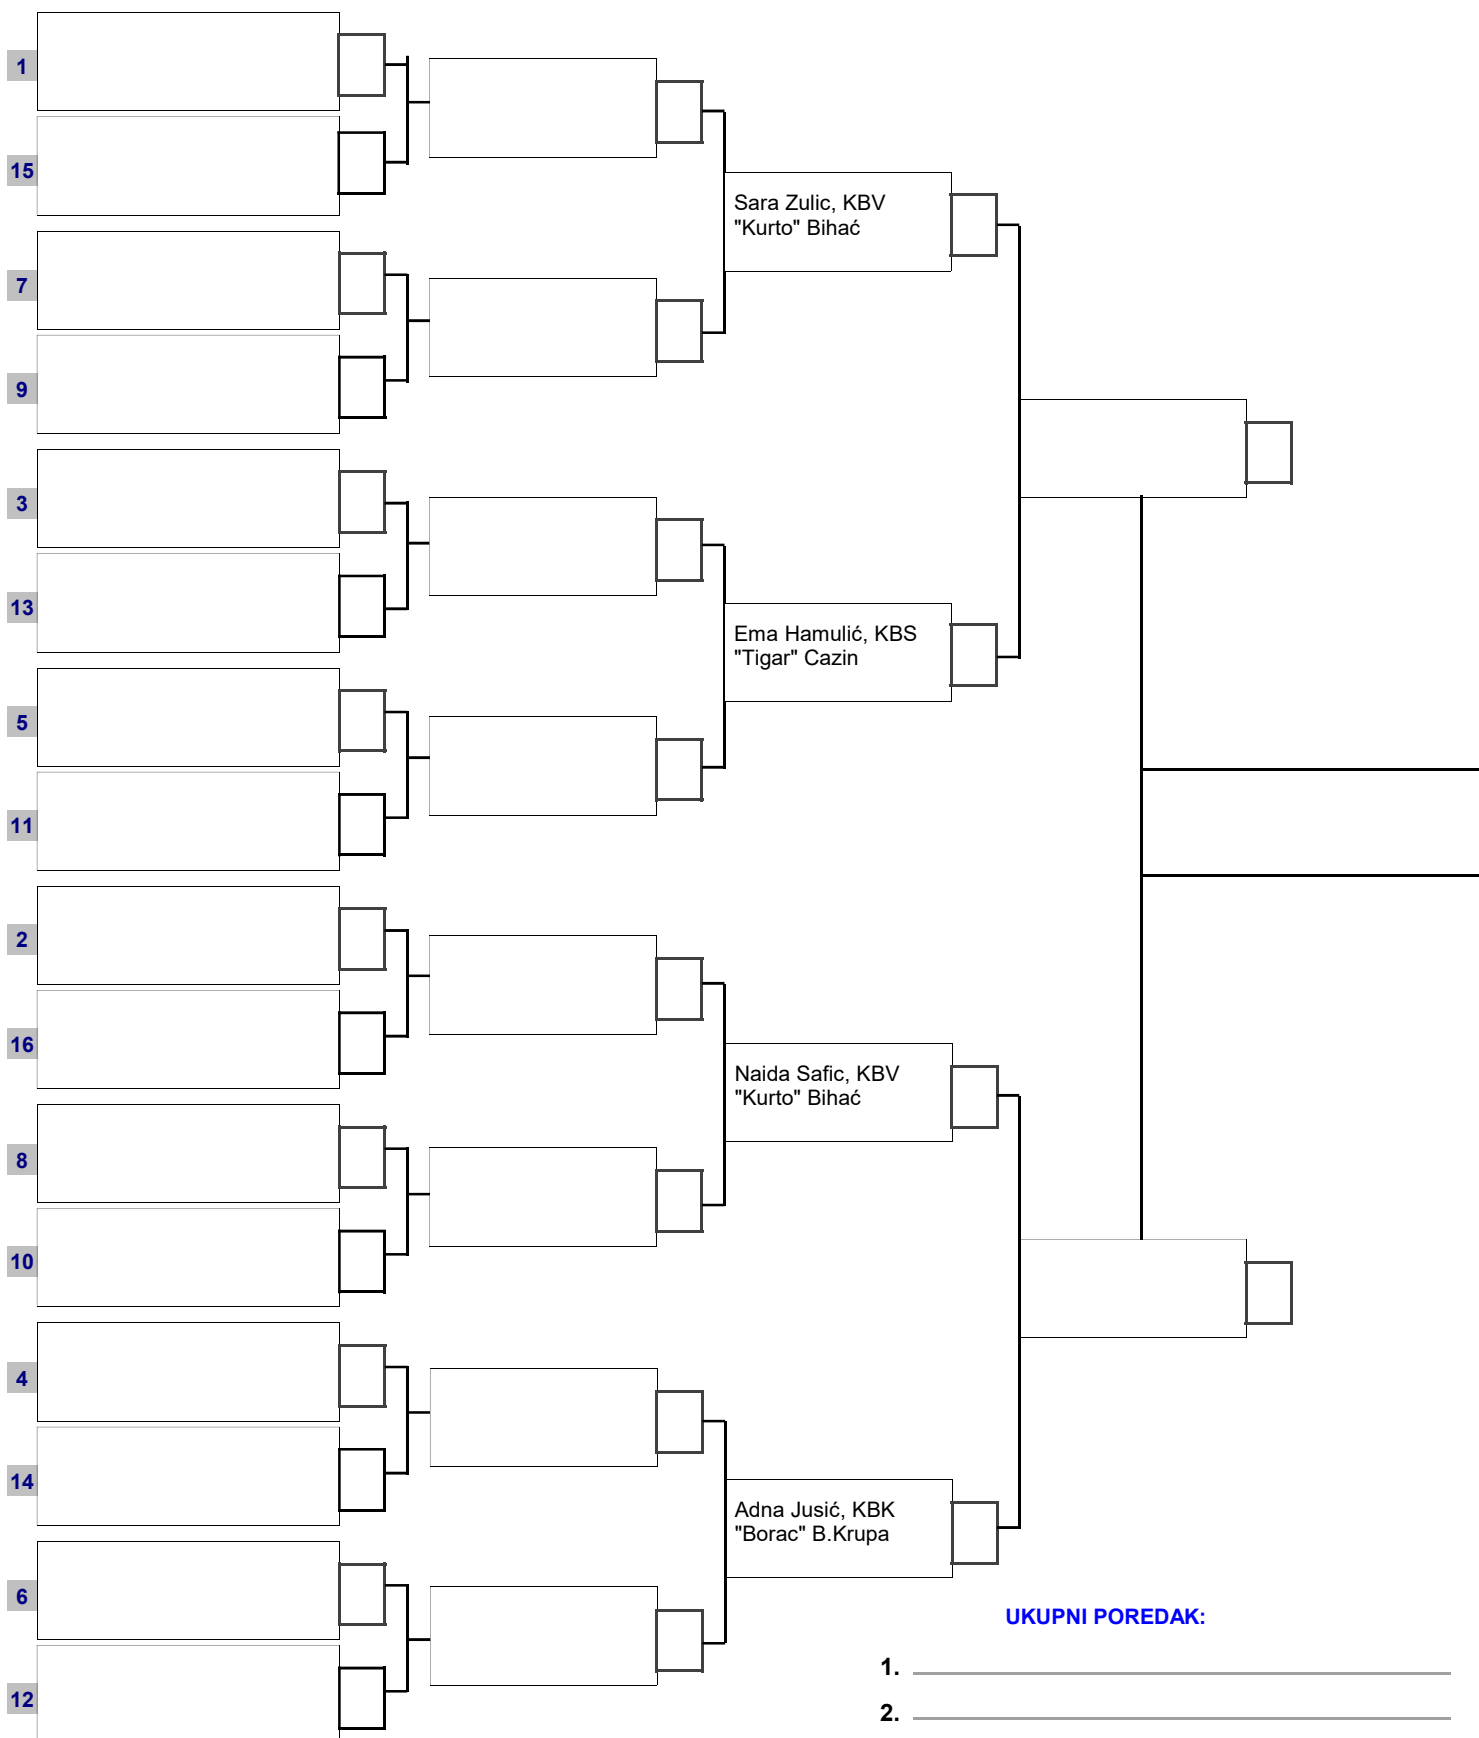 1
15
Sara Zulic, KBV
"Kurto" Bihać
7
9
3
13
Ema Hamulić, KBS
"Tigar" Cazin
5
11
2
16
Naida Safic, KBV
"Kurto" Bihać
8
10
4
14
Adna Jusić, KBK
"Borac" B.Krupa
6
12
UKUPNI POREDAK:
1.
2.